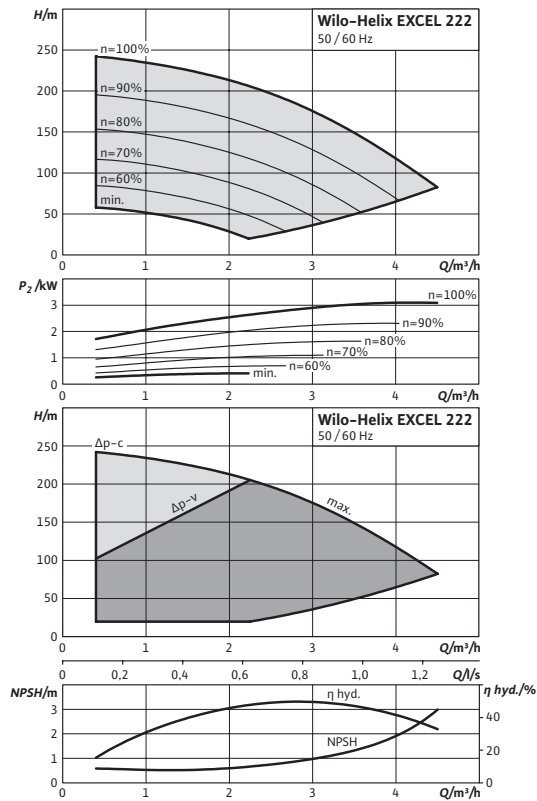 H/m
Wilo-Helix EXCEL 222
50 / 60 Hz
250
n=100%
200
n=90%
150
n=80%
n=70%
100
n=60%
50
min.
0
0 1 2 3 4 Q/m³/h
P₂ /kW
3
n=100%
2
n=90%
n=80%
1
n=70%
n=60%
min.
0
0 1 2 3 4 Q/m³/h
H/m
Wilo-Helix EXCEL 222
50 / 60 Hz
250
Δp-c
200
Δp-v
max.
150
100
50
0
0 1 2 3 4 Q/m³/h
0 0,2 0,4 0,6 0,8 1,0 1,2 Q/l/s
NPSH/m
η hyd./%
η hyd.
3
40
2
NPSH
20
1
0
0
0 1 2 3 4 Q/m³/h